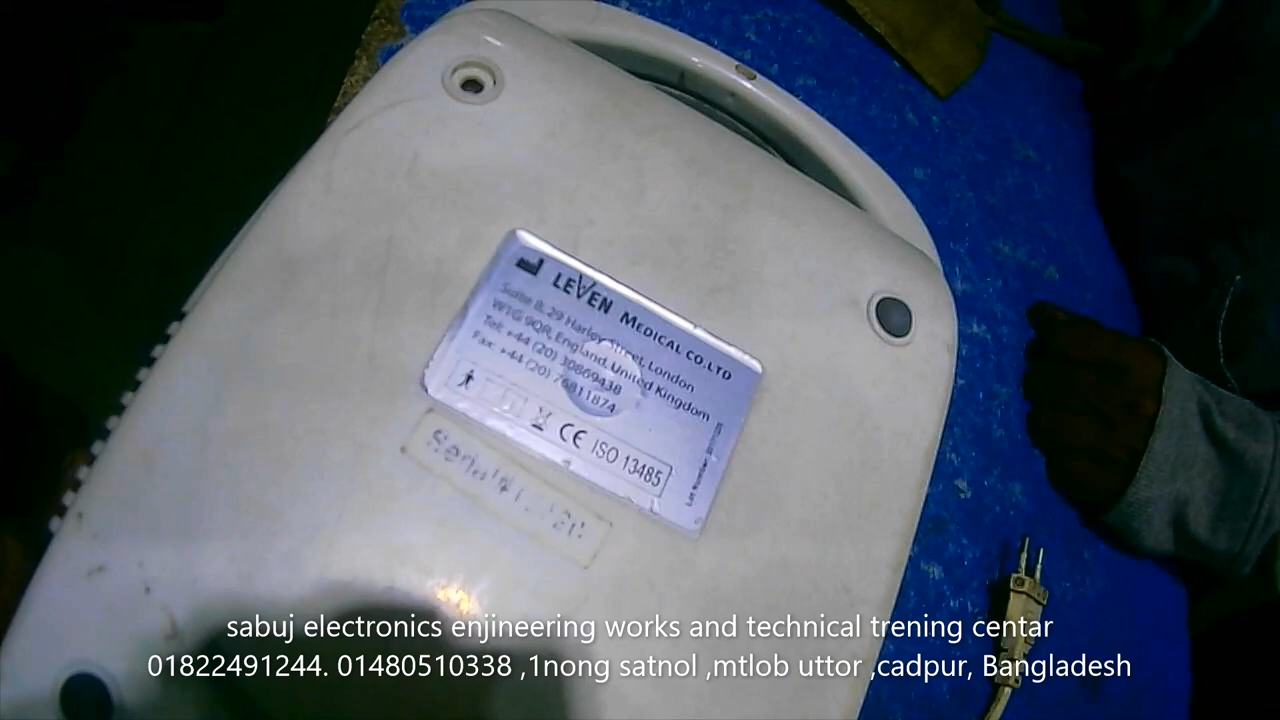 LEVEN MEDICAL CO.,LTD
Suite 8, 29 Harley Street, London
W1G 9QR, England, United Kingdom
Tel: +44 (20) 30869438
Fax: +44 (20) 76811874
CE ISO 13485
sabuj electronics enjineering works and technical trening centar
01822491244. 01480510338 ,1nong satnol ,mtlob uttor ,cadpur, Bangladesh